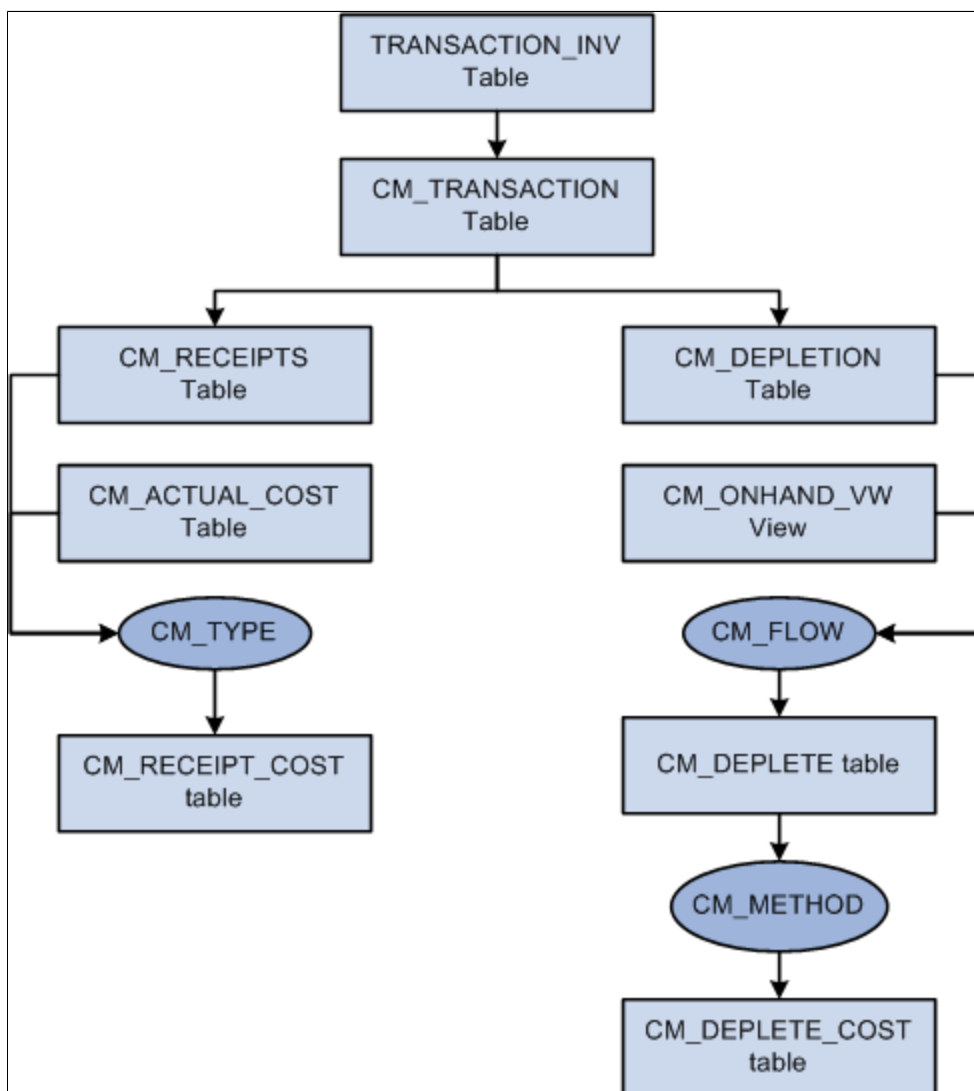 TRANSACTION_INV
Table
CM_TRANSACTION
Table
CM_RECEIPTS
Table
CM_DEPLETION
Table
CM_ACTUAL_COST
Table
CM_ONHAND_VW
View
CM_TYPE
CM_FLOW
CM_RECEIPT_COST
table
CM_DEPLETE table
CM_METHOD
CM_DEPLETE_COST
table